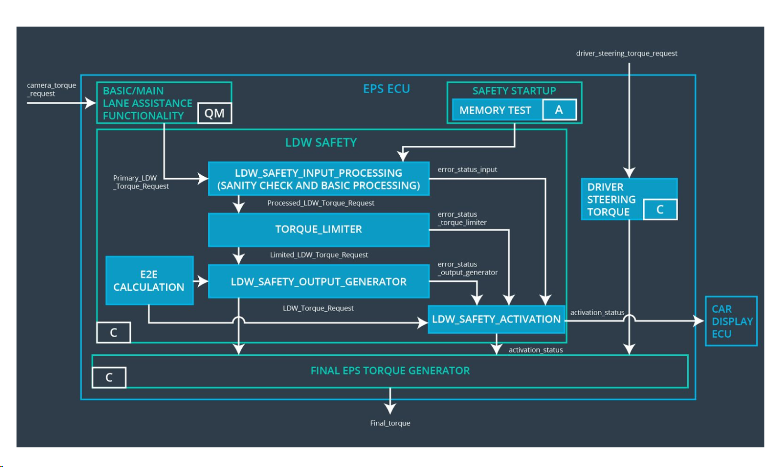 driver_steering_torque_request
camera_torque
_request
EPS ECU
BASIC/MAIN
LANE ASSISTANCE
FUNCTIONALITY
QM
SAFETY STARTUP
MEMORY TEST
A
LDW SAFETY
Primary_LDW
_Torque_Request
LDW_SAFETY_INPUT_PROCESSING
(SANITY CHECK AND BASIC PROCESSING)
error_status_input
Processed_LDW_Torque_Request
DRIVER
STEERING
TORQUE
C
TORQUE_LIMITER
error_status
_torque_limiter
Limited_LDW_Torque_Request
E2E
CALCULATION
LDW_SAFETY_OUTPUT_GENERATOR
error_status
_output_generator
LDW_Torque_Request
LDW_SAFETY_ACTIVATION
activation_status
CAR
DISPLAY
ECU
C
activation_status
C
FINAL EPS TORQUE GENERATOR
Final_torque